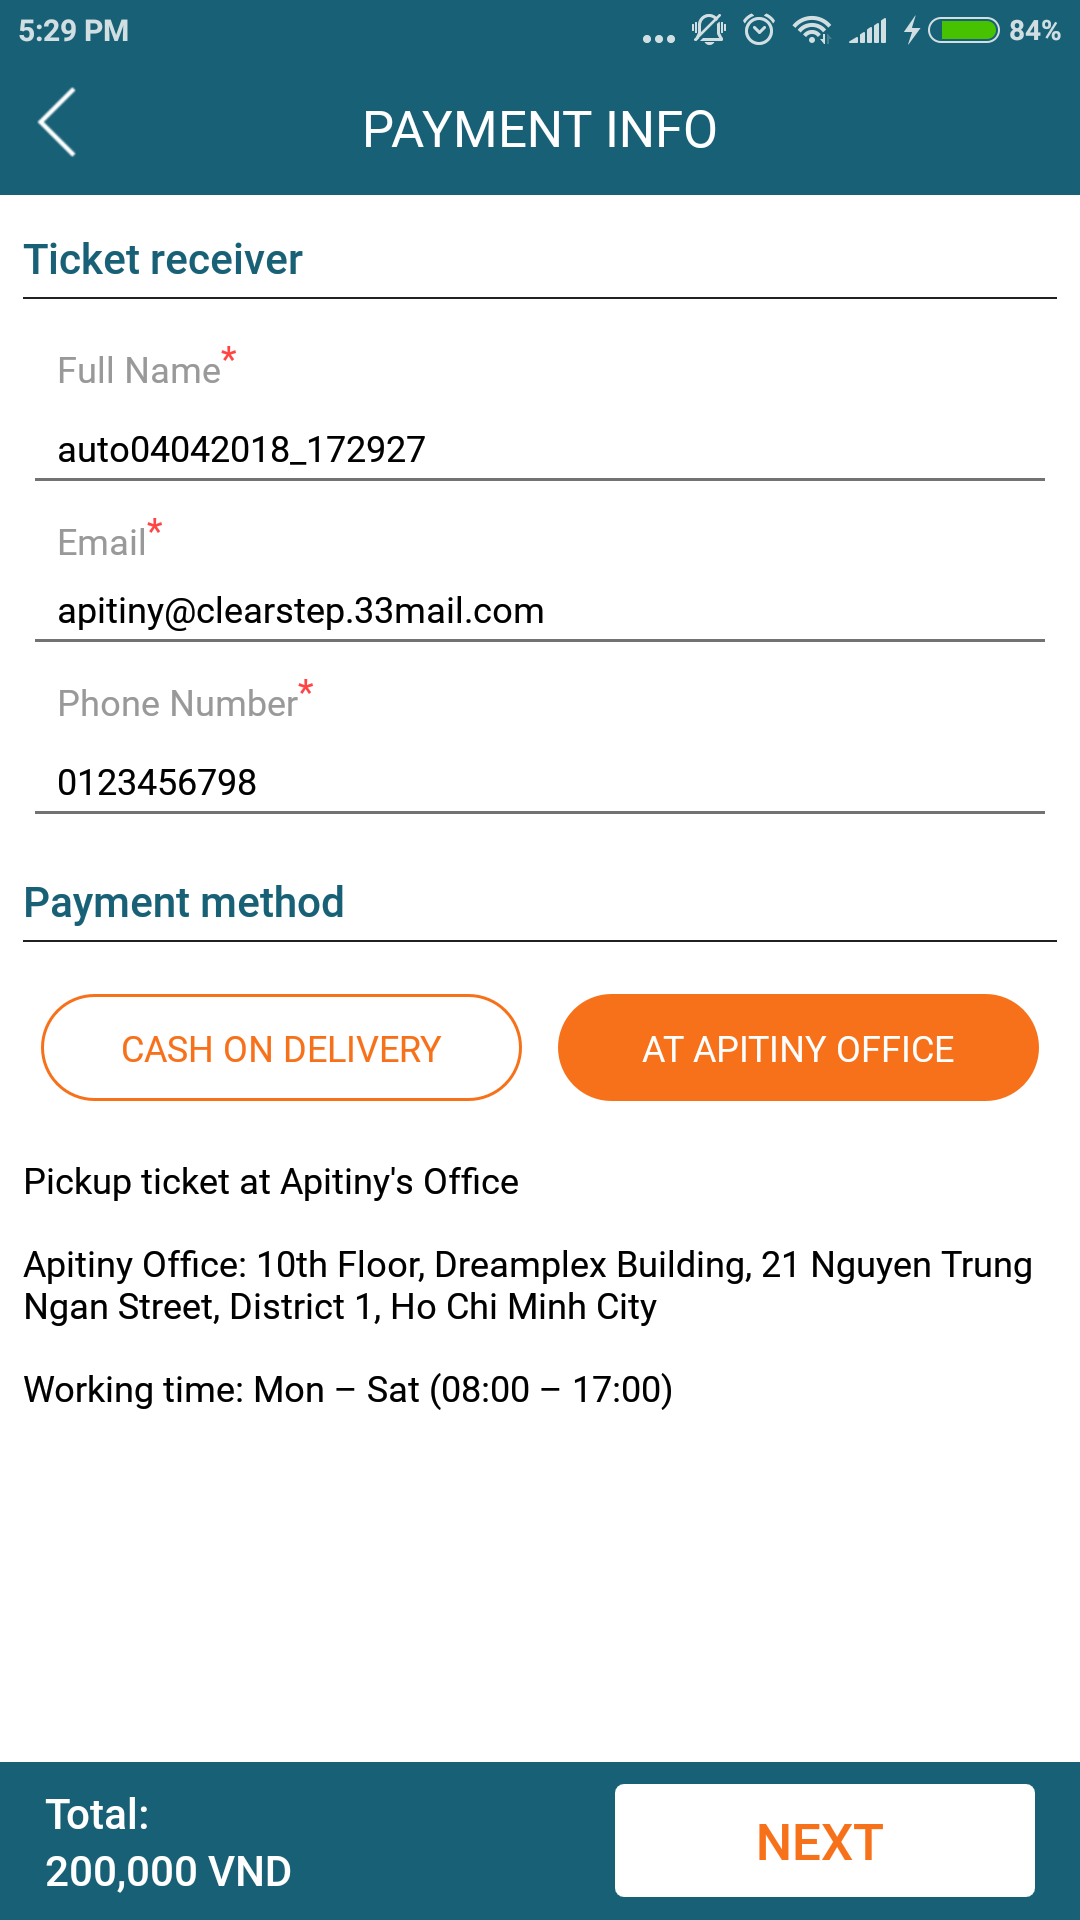 5:29 PM
84%
PAYMENT INFO
Ticket receiver
Full Name*
auto04042018_172927
Email*
apitiny@clearstep.33mail.com
Phone Number*
0123456798
Payment method
CASH ON DELIVERY
AT APITINY OFFICE
Pickup ticket at Apitiny's Office
Apitiny Office: 10th Floor, Dreamplex Building, 21 Nguyen Trung
Ngan Street, District 1, Ho Chi Minh City
Working time: Mon – Sat (08:00 – 17:00)
Total:
200,000 VND
NEXT